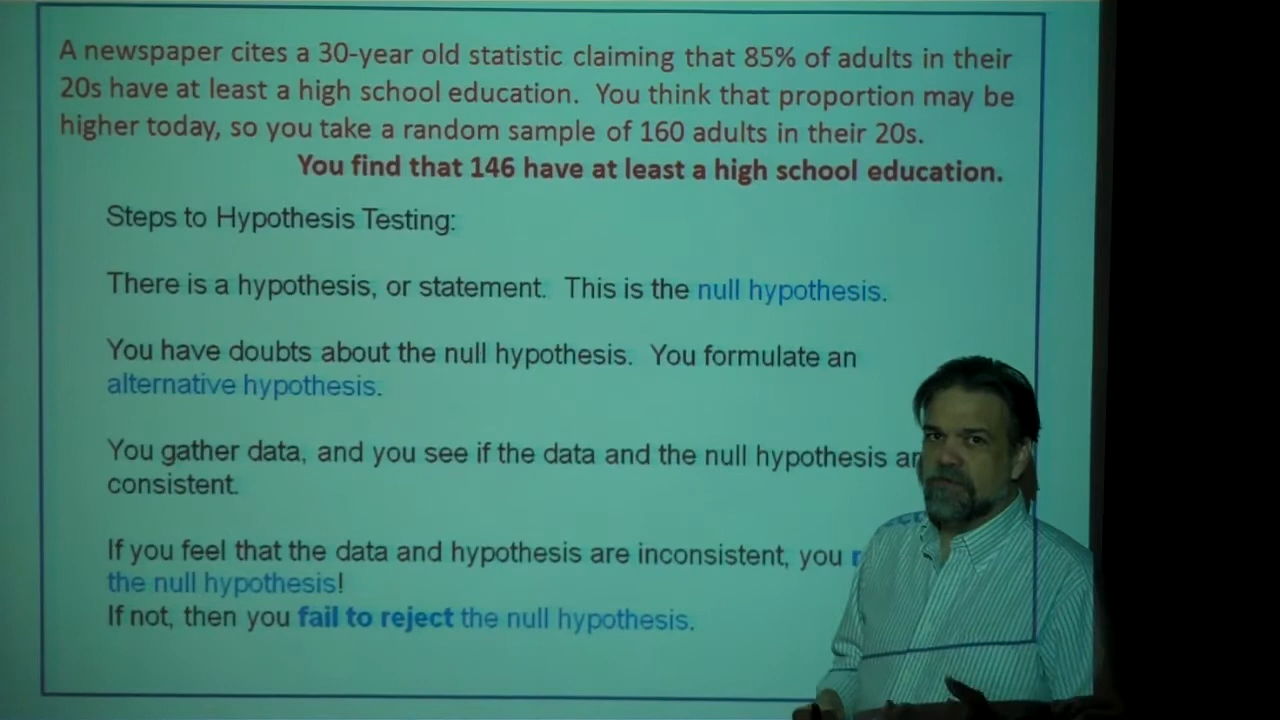 A newspaper cites a 30-year old statistic claiming that 85% of adults in their
20s have at least a high school education. You think that proportion may be
higher today, so you take a random sample of 160 adults in their 20s.
You find that 146 have at least a high school education.
Steps to Hypothesis Testing:
There is a hypothesis, or statement. This is the null hypothesis.
You have doubts about the null hypothesis. You formulate an
alternative hypothesis.
You gather data, and you see if the data and the null hypothesis
consistent.
If you feel that the data and hypothesis are inconsistent, you
the null hypothesis!
If not, then you fail to reject the null hypothesis.